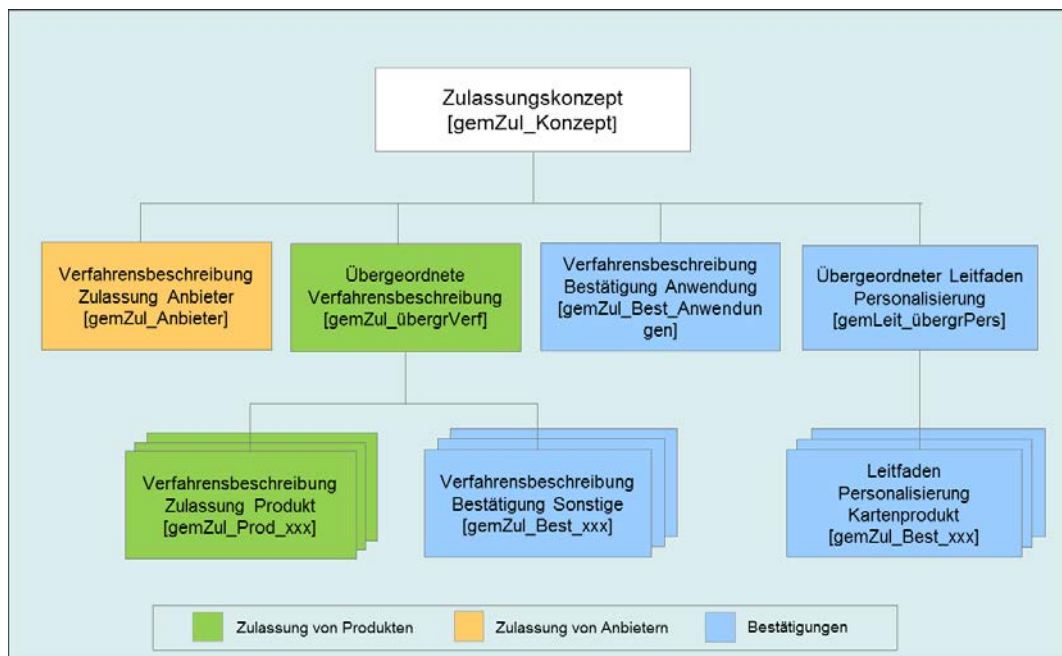 Zulassungskonzept
[gemZul_Konzept]
Verfahrensbeschreibung
Zulassung Anbieter
[gemZul_Anbieter]
Übergeordnete
Verfahrensbeschreibung
[gemZul_übergrVerf]
Verfahrensbeschreibung
Bestätigung Anwendung
[gemZul_Best_Anwendun
gen]
Übergeordneter Leitfaden
Personalisierung
[gemLeit_übergrPers]
Verfahrensbeschreibung
Zulassung Produkt
[gemZul_Prod_xxx]
Verfahrensbeschreibung
Bestätigung Sonstige
[gemZul_Best_xxx]
Leitfaden
Personalisierung
Kartenprodukt
[gemZul_Best_xxx]
Zulassung von Produkten
Zulassung von Anbietern
Bestätigungen